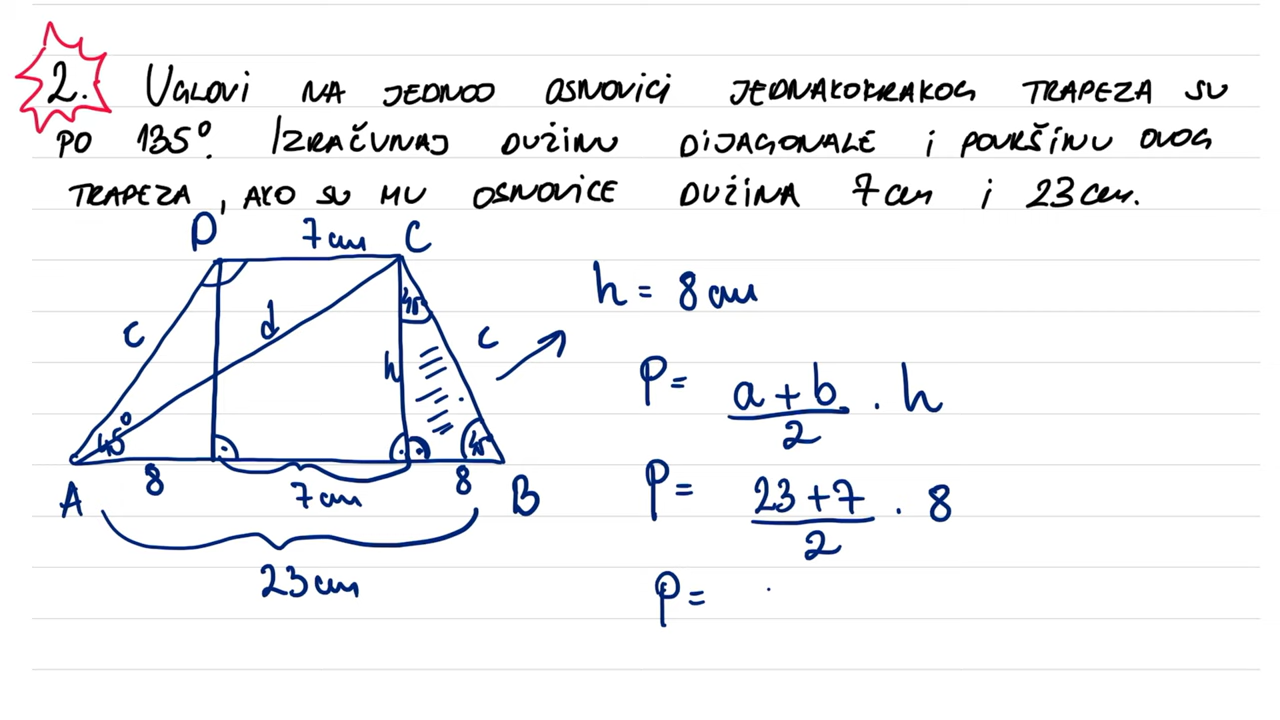 2. UGLOVI NA JEDNOJ OSNOVICI JEDNAKOKRAKOG TRAPEZA SU
PO 135°. IZRAČUNAJ DUŽINU DIJAGONALE i POVRŠINU OVOG
TRAPEZA, AKO SU MU OSNOVICE DUŽINA 7cm i 23cm.
D 7cm C
45°
c d h c
45° 45°
A 8 7cm 8 B
23cm
h = 8cm
P = a + b / 2 · h
P = 23 + 7 / 2 · 8
P =